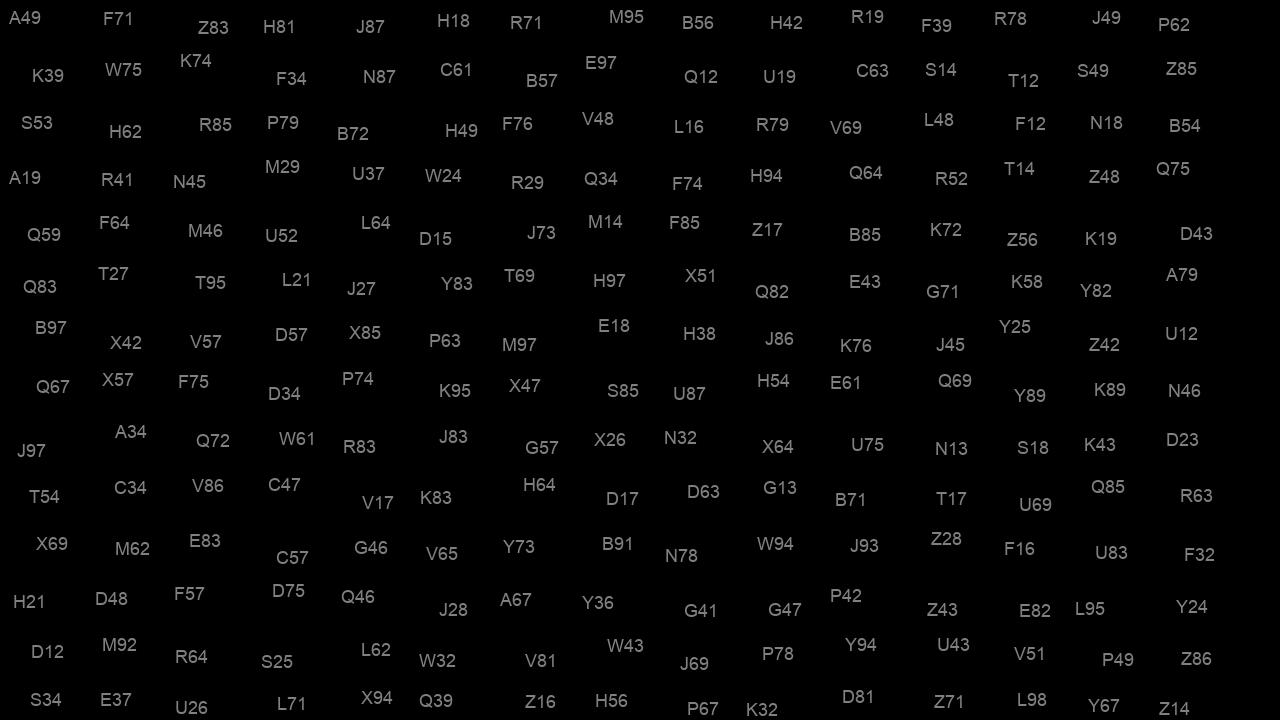 A49 F71 Z83 H81 J87 H18 R71 M95 B56 H42 R19 F39 R78 J49 P62
K39 W75 K74 F34 N87 C61 B57 E97 Q12 U19 C63 S14 T12 S49 Z85
S53 H62 R85 P79 B72 H49 F76 V48 L16 R79 V69 L48 F12 N18 B54
A19 R41 N45 M29 U37 W24 R29 Q34 F74 H94 Q64 R52 T14 Z48 Q75
Q59 F64 M46 U52 L64 D15 J73 M14 F85 Z17 B85 K72 Z56 K19 D43
Q83 T27 T95 L21 J27 Y83 T69 H97 X51 Q82 E43 G71 K58 Y82 A79
B97 X42 V57 D57 X85 P63 M97 E18 H38 J86 K76 J45 Y25 Z42 U12
Q67 X57 F75 D34 P74 K95 X47 S85 U87 H54 E61 Q69 Y89 K89 N46
J97 A34 Q72 W61 R83 J83 G57 X26 N32 X64 U75 N13 S18 K43 D23
T54 C34 V86 C47 V17 K83 H64 D17 D63 G13 B71 T17 U69 Q85 R63
X69 M62 E83 C57 G46 V65 Y73 B91 N78 W94 J93 Z28 F16 U83 F32
H21 D48 F57 D75 Q46 J28 A67 Y36 G41 G47 P42 Z43 E82 L95 Y24
D12 M92 R64 S25 L62 W32 V81 W43 J69 P78 Y94 U43 V51 P49 Z86
S34 E37 U26 L71 X94 Q39 Z16 H56 P67 K32 D81 Z71 L98 Y67 Z14